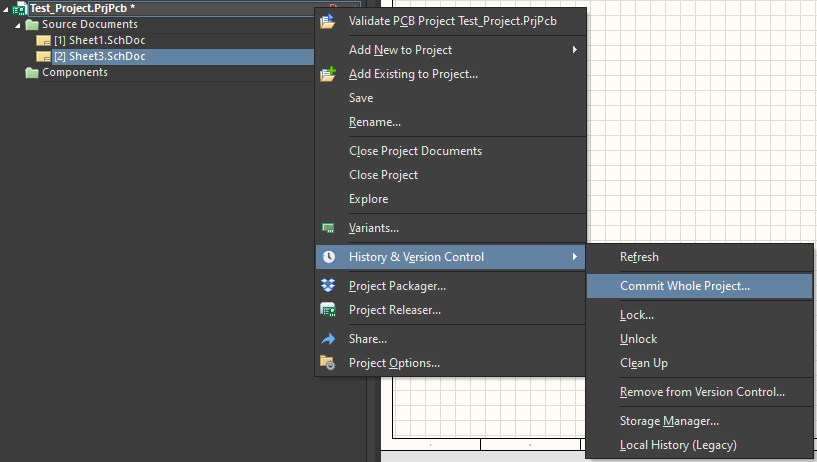 Test_Project.PrjPcb *
Source Documents
[1] Sheet1.SchDoc
[2] Sheet3.SchDoc
Components
Validate PCB Project Test_Project.PrjPcb
Add New to Project
Add Existing to Project...
Save
Rename...
Close Project Documents
Close Project
Explore
Variants...
History & Version Control
Project Packager...
Project Releaser...
Share...
Project Options...
Refresh
Commit Whole Project...
Lock...
Unlock
Clean Up
Remove from Version Control...
Storage Manager...
Local History (Legacy)